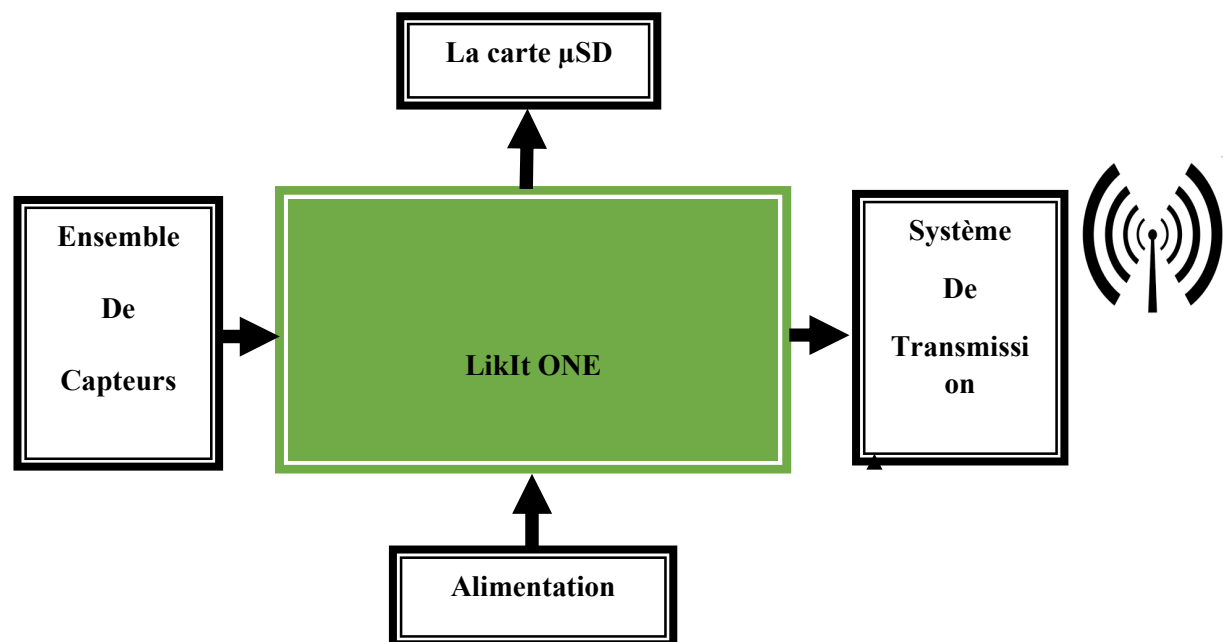 La carte µSD
Ensemble
De
Capteurs
LikIt ONE
Système
De
Transmissi
on
Alimentation